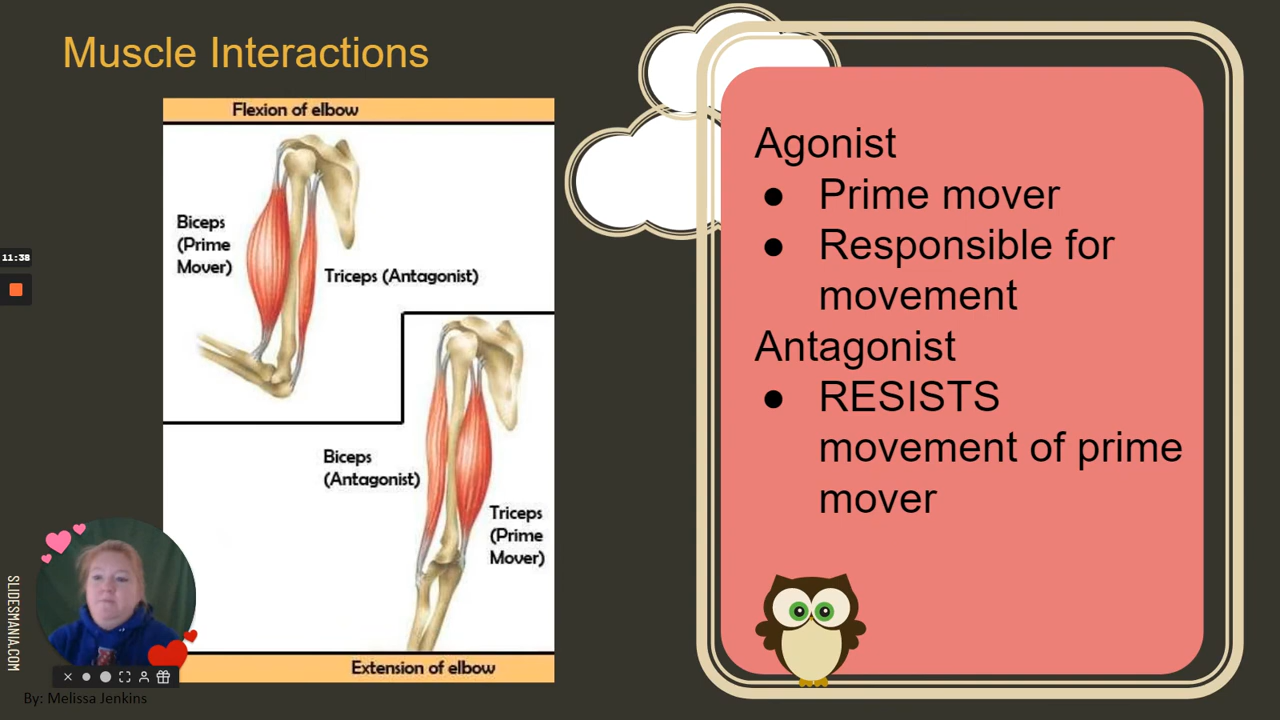 Muscle Interactions
Flexion of elbow
Biceps
(Prime
Mover)
Triceps (Antagonist)
Biceps
(Antagonist)
Triceps
(Prime
Mover)
Extension of elbow
Agonist
● Prime mover
● Responsible for
movement
Antagonist
● RESISTS
movement of prime
mover
11:38
SLIDESMANIA.COM
By: Melissa Jenkins